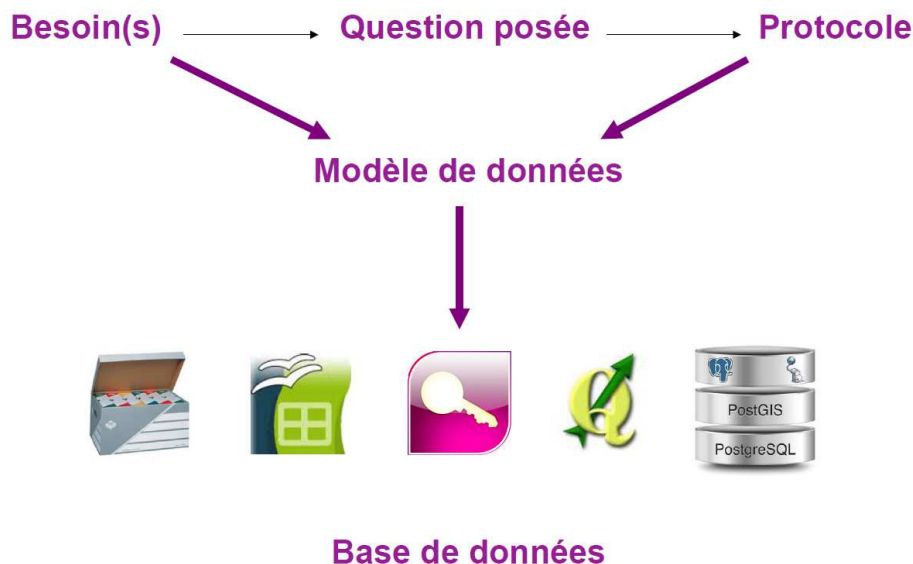 Besoin(s)
Question posée
Protocole
Modèle de données
PostGIS
PostgreSQL
Base de données